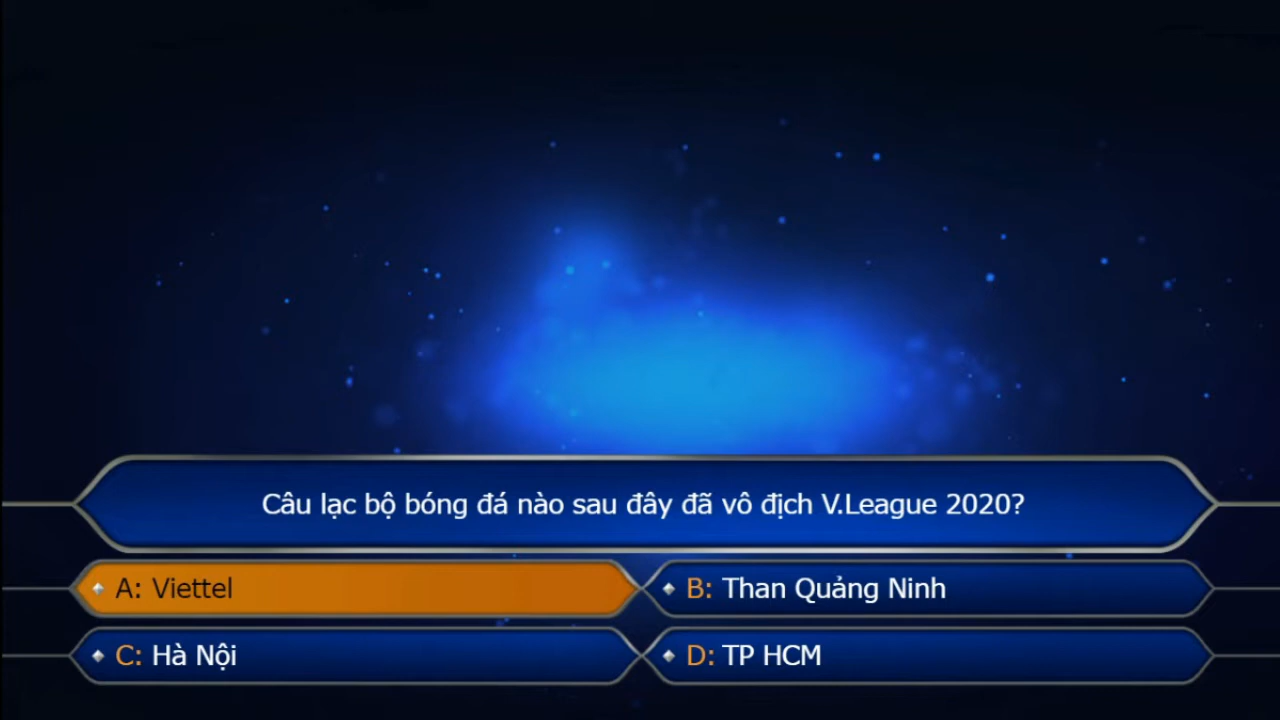 Câu lạc bộ bóng đá nào sau đây đã vô địch V.League 2020?
A: Viettel
B: Than Quảng Ninh
C: Hà Nội
D: TP HCM